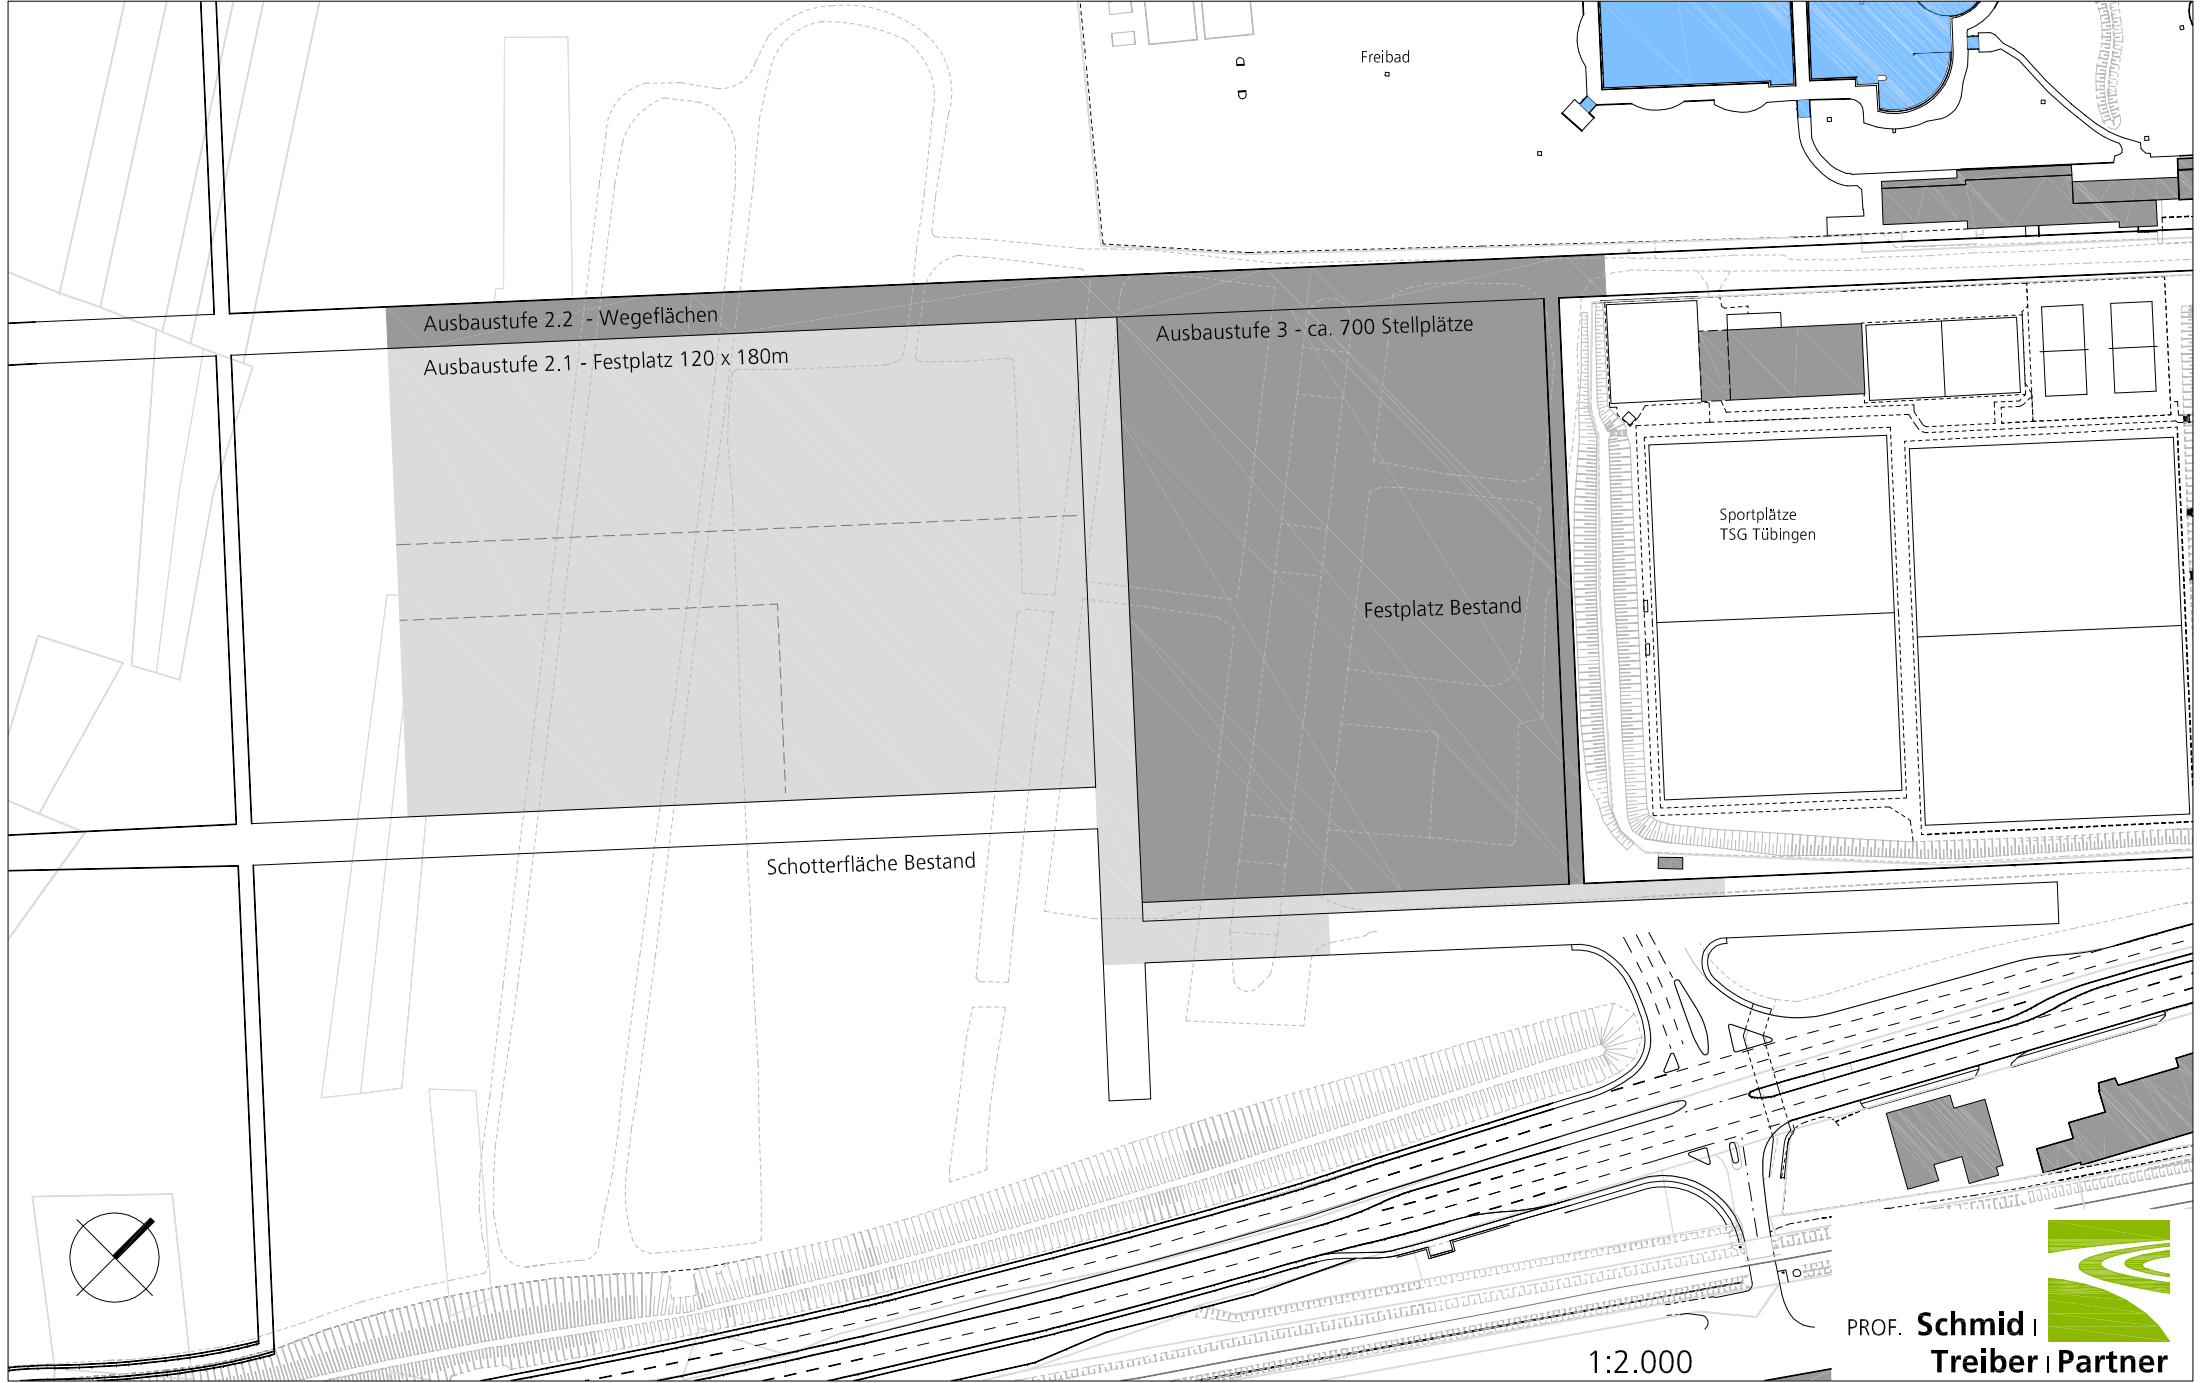 Freibad
Ausbaustufe 2.2 - Wegeflächen
Ausbaustufe 3 - ca. 700 Stellplätze
Ausbaustufe 2.1 - Festplatz 120 x 180m
Sportplätze
TSG Tübingen
Festplatz Bestand
Schotterfläche Bestand
PROF. Schmid |
Treiber | Partner
1:2.000